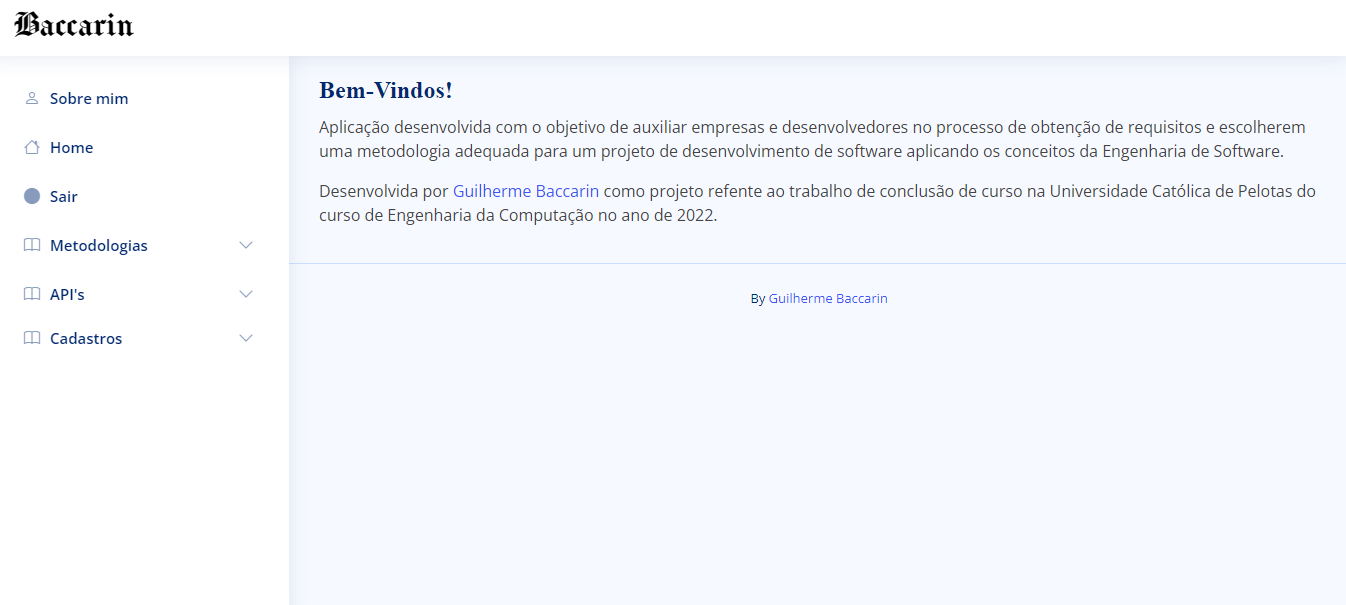 Baccarin
Sobre mim
Home
Sair
Metodologias
API's
Cadastros
Bem-Vindos!
Aplicação desenvolvida com o objetivo de auxiliar empresas e desenvolvedores no processo de obtenção de requisitos e escolherem
uma metodologia adequada para um projeto de desenvolvimento de software aplicando os conceitos da Engenharia de Software.
Desenvolvida por Guilherme Baccarin como projeto refente ao trabalho de conclusão de curso na Universidade Católica de Pelotas do
curso de Engenharia da Computação no ano de 2022.
By Guilherme Baccarin